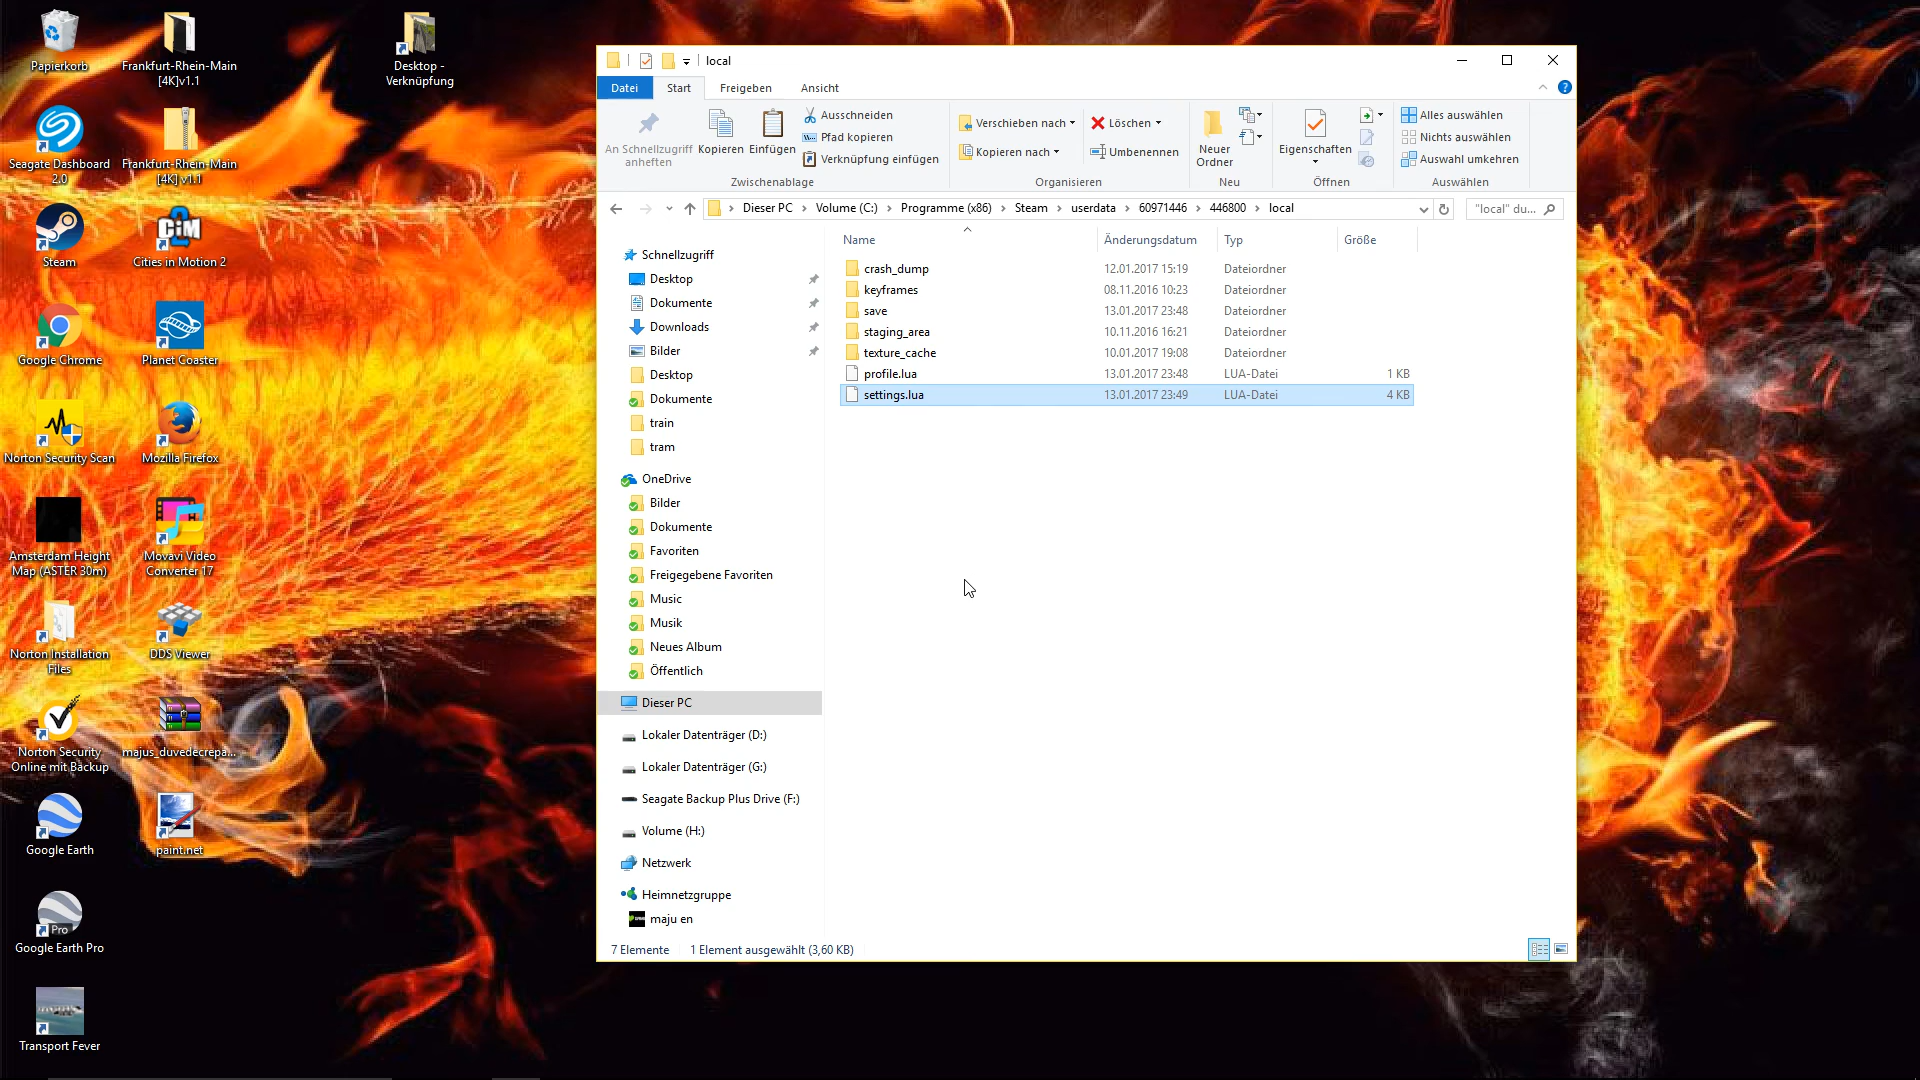 Papierkorb
Frankfurt-Rhein-Main
[4K]v1.1
Desktop -
Verknüpfung
Seagate Dashboard
2.0
Frankfurt-Rhein-Main
[4K] v1.1
Steam
Cities in Motion 2
Google Chrome
Planet Coaster
Norton Security Scan
Mozilla Firefox
Amsterdam Height
Map (ASTER 30m)
Movavi Video
Converter 17
Norton Installation
Files
DDS Viewer
Norton Security
Online mit Backup
majus_duvedecrepa...
Google Earth
paint.net
Pro
Google Earth Pro
Transport Fever
local
Datei
Start
Freigeben
Ansicht
An Schnellzugriff
anheften
Kopieren
Einfügen
Ausschneiden
Pfad kopieren
Verknüpfung einfügen
Zwischenablage
Verschieben nach
Kopieren nach
Löschen
Umbenennen
Organisieren
Neuer
Ordner
Neu
Eigenschaften
Öffnen
Alles auswählen
Nichts auswählen
Auswahl umkehren
Auswählen
Dieser PC > Volume (C:) > Programme (x86) > Steam > userdata > 60971446 > 446800 > local
"local" du...
Name Änderungsdatum Typ Größe
crash_dump 12.01.2017 15:19 Dateiordner
keyframes 08.11.2016 10:23 Dateiordner
save 13.01.2017 23:48 Dateiordner
staging_area 10.11.2016 16:21 Dateiordner
texture_cache 10.01.2017 19:08 Dateiordner
profile.lua 13.01.2017 23:48 LUA-Datei 1 KB
settings.lua 13.01.2017 23:49 LUA-Datei 4 KB
Schnellzugriff
Desktop
Dokumente
Downloads
Bilder
Desktop
Dokumente
train
tram
OneDrive
Bilder
Dokumente
Favoriten
Freigegebene Favoriten
Music
Musik
Neues Album
Öffentlich
Dieser PC
Lokaler Datenträger (D:)
Lokaler Datenträger (G:)
Seagate Backup Plus Drive (F:)
Volume (H:)
Netzwerk
Heimnetzgruppe
maju en
7 Elemente
1 Element ausgewählt (3,60 KB)